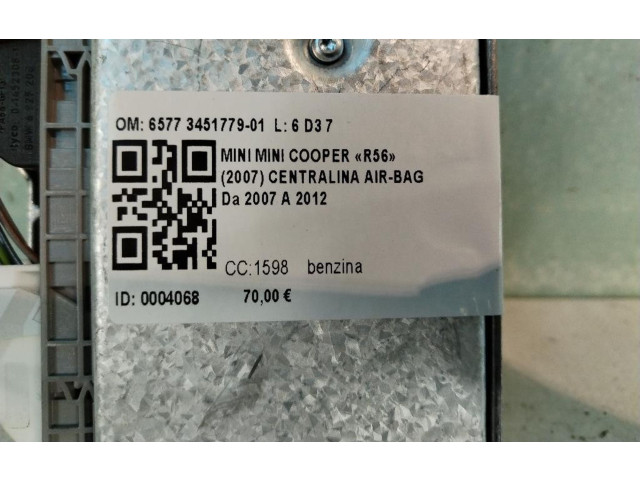 OM: 6577 3451779-01 L: 6 D3 7
MINI MINI COOPER «R56»
(2007) CENTRALINA AIR-BAG
Da 2007 A 2012
CC:1598 benzina
ID: 0004068 70,00 €